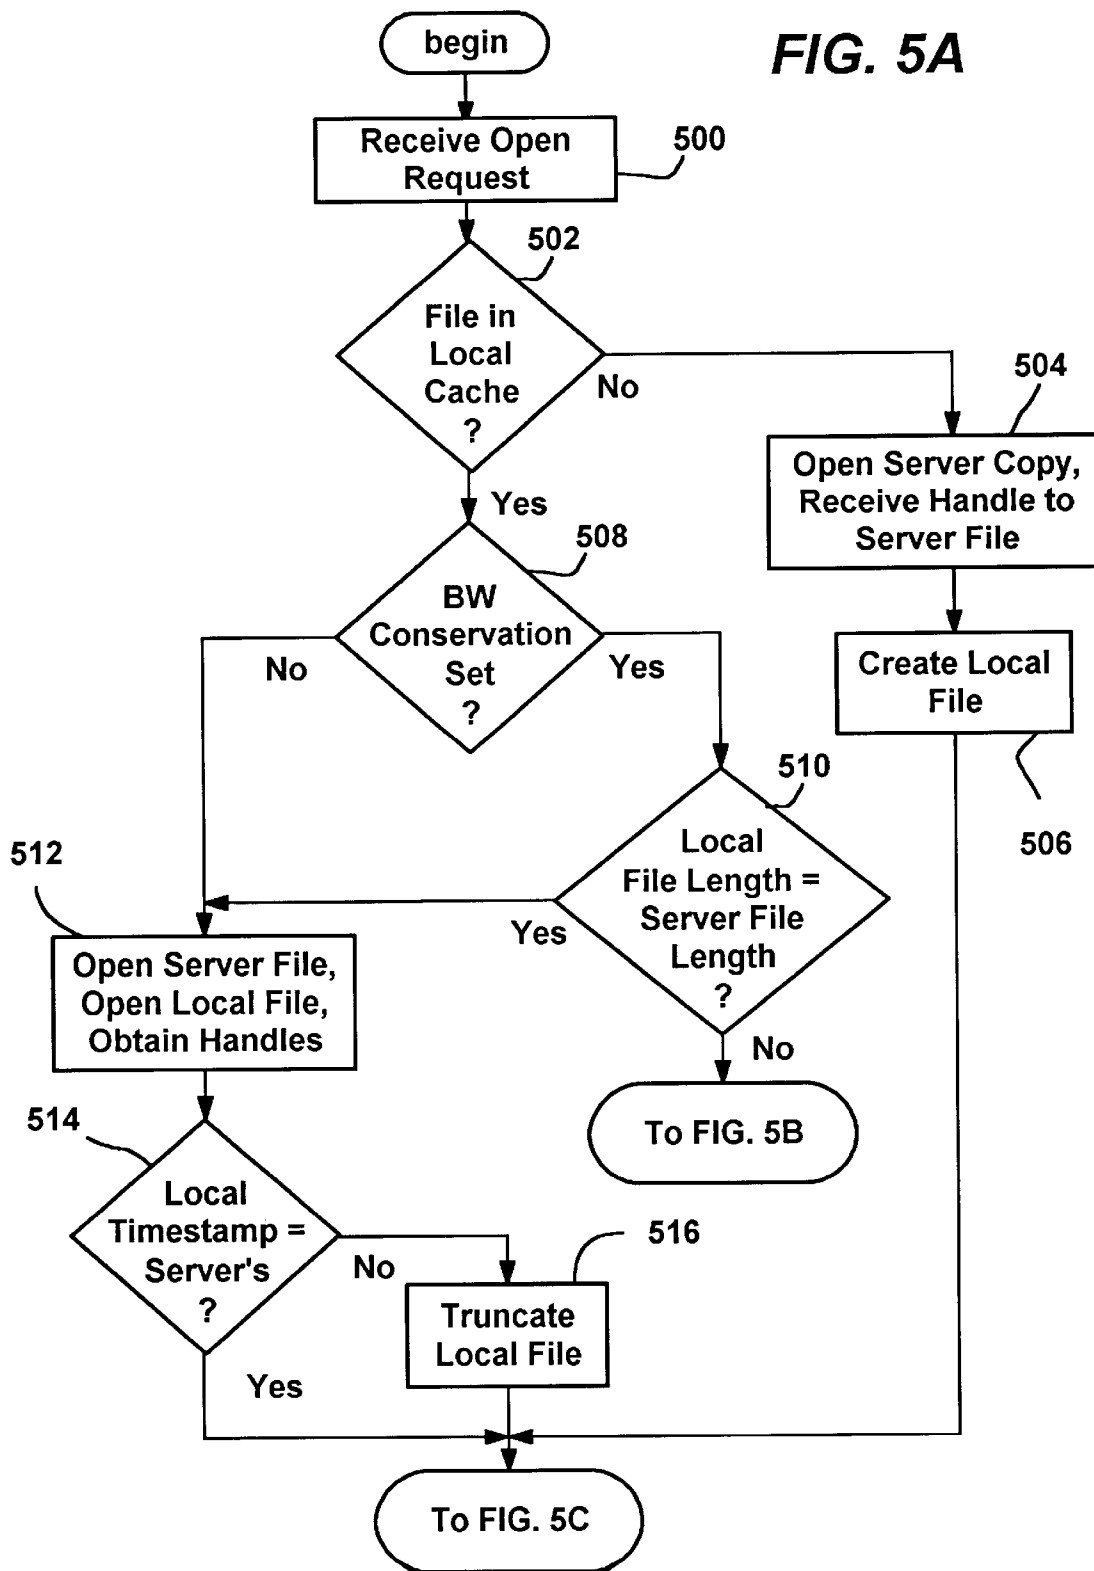 begin
FIG. 5A
Receive Open
Request
500
502
File in
Local
Cache
?
No
Yes
504
Open Server Copy,
Receive Handle to
Server File
508
BW
Conservation
Set
?
No
Yes
Create Local
File
506
510
Local
File Length =
Server File
Length
?
Yes
No
512
Open Server File,
Open Local File,
Obtain Handles
To FIG. 5B
514
Local
Timestamp =
Server's
?
No
Yes
516
Truncate
Local File
To FIG. 5C